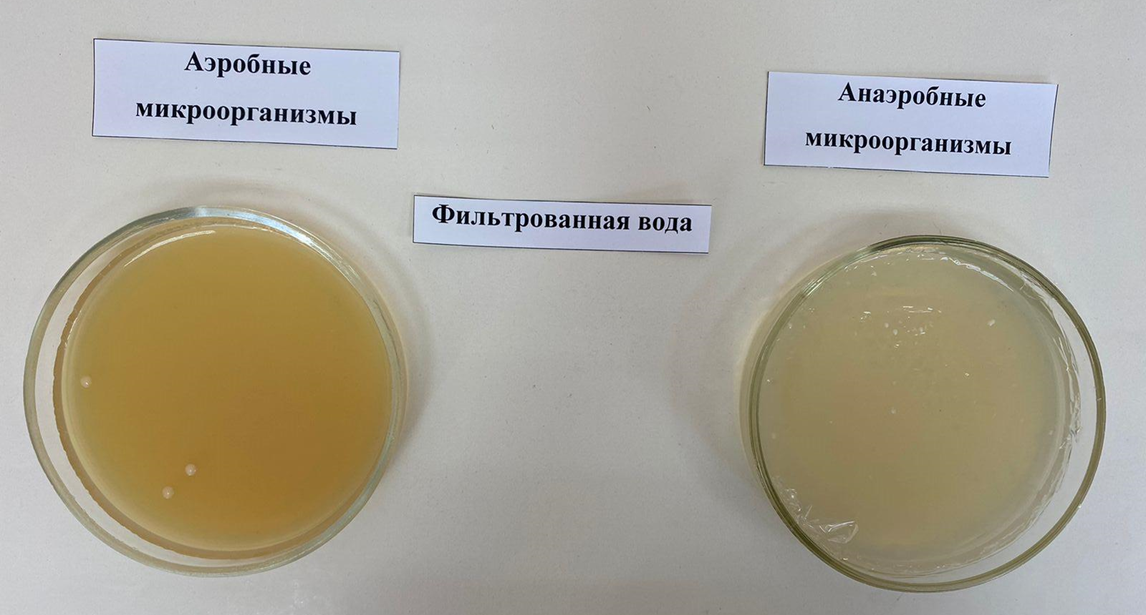 Аэробные
микроорганизмы
Фильтрованная вода
Анаэробные
микроорганизмы